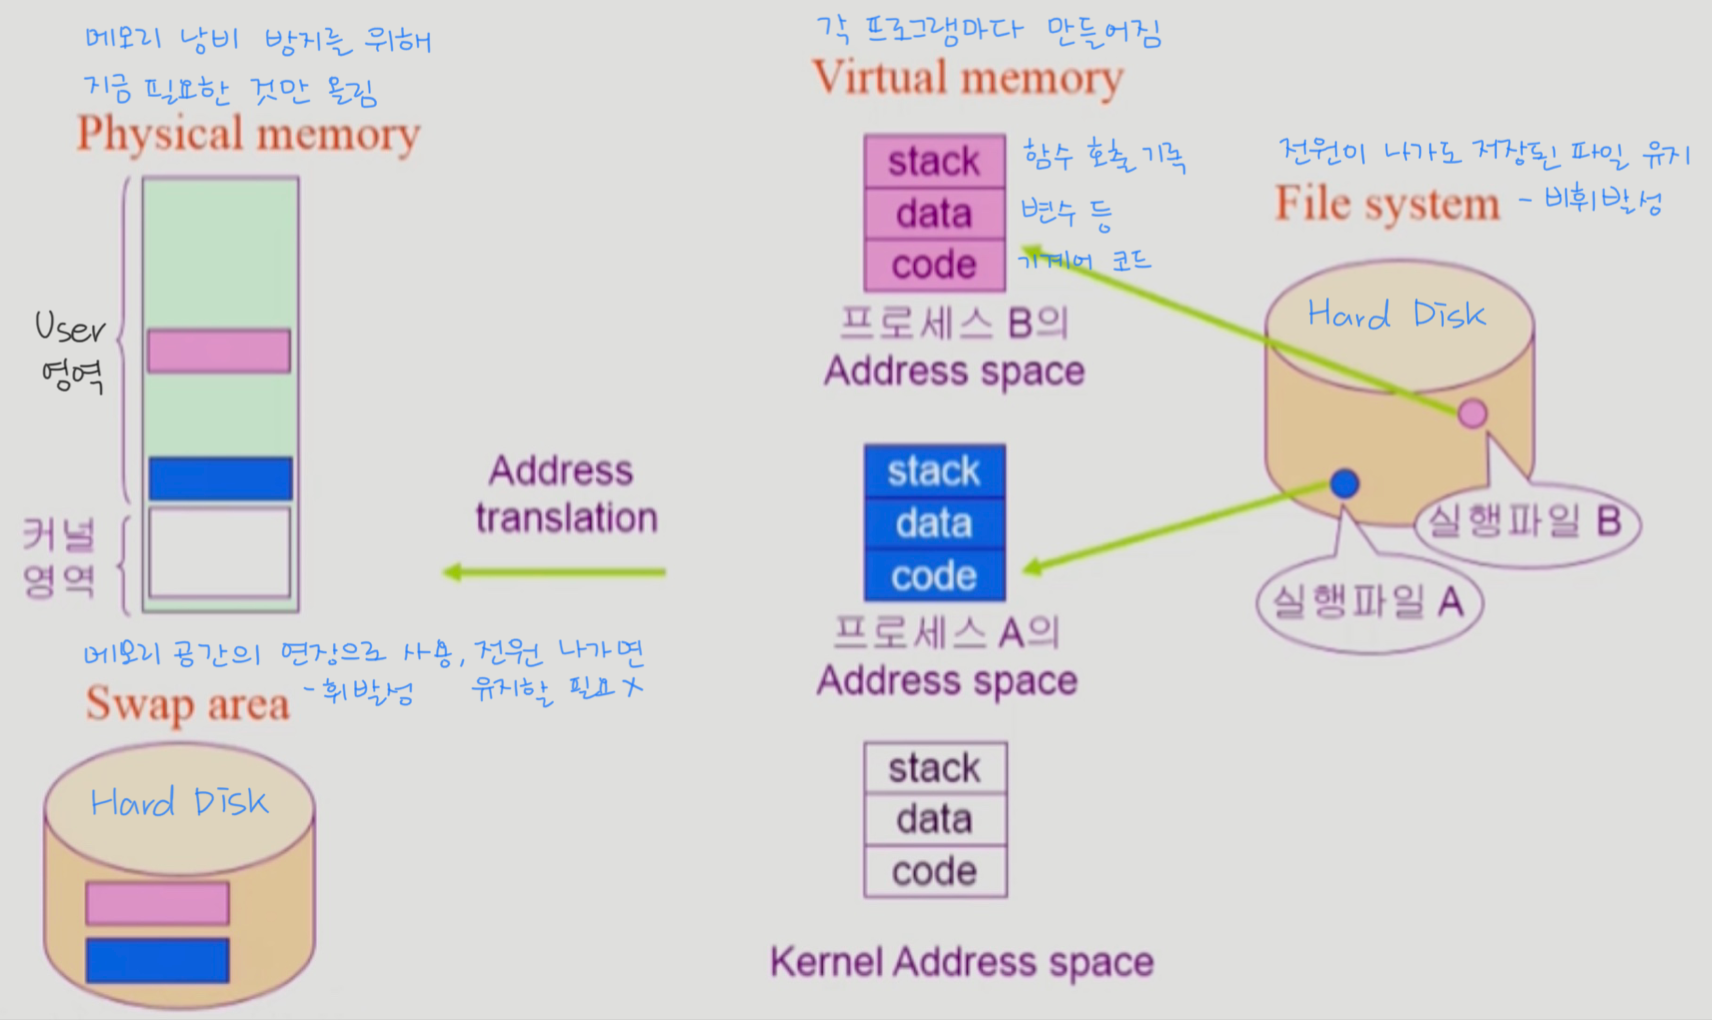 메모리 낭비 방지를 위해
지금 필요한 것만 올림
Physical memory
User
영역
커널
영역
메모리 공간의 연장으로 사용, 전원 나가면
유지할 필요 X
- 휘발성
Swap area
Hard Disk
Address
translation
각 프로그램마다 만들어짐
Virtual memory
stack
함수 호출 기록
data
변수 등
code
기계어 코드
프로세스 B의
Address space
stack
data
code
프로세스 A의
Address space
stack
data
code
Kernel Address space
전원이 나가도 저장된 파일 유지
File system
- 비휘발성
Hard Disk
실행파일 B
실행파일 A